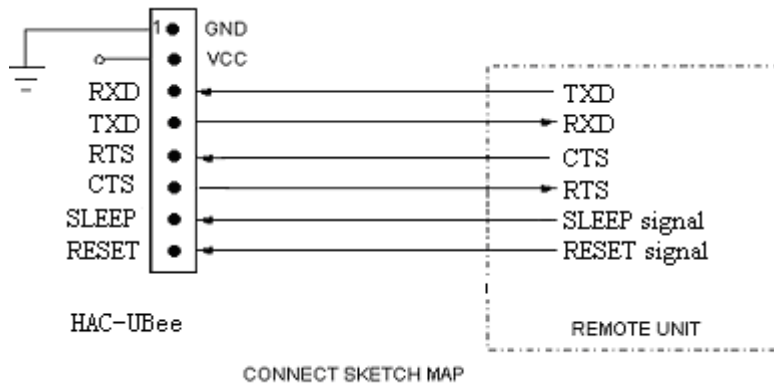 1 GND
VCC
RXD TXD
TXD RXD
RTS CTS
CTS RTS
SLEEP SLEEP signal
RESET RESET signal
HAC-UBee REMOTE UNIT
CONNECT SKETCH MAP